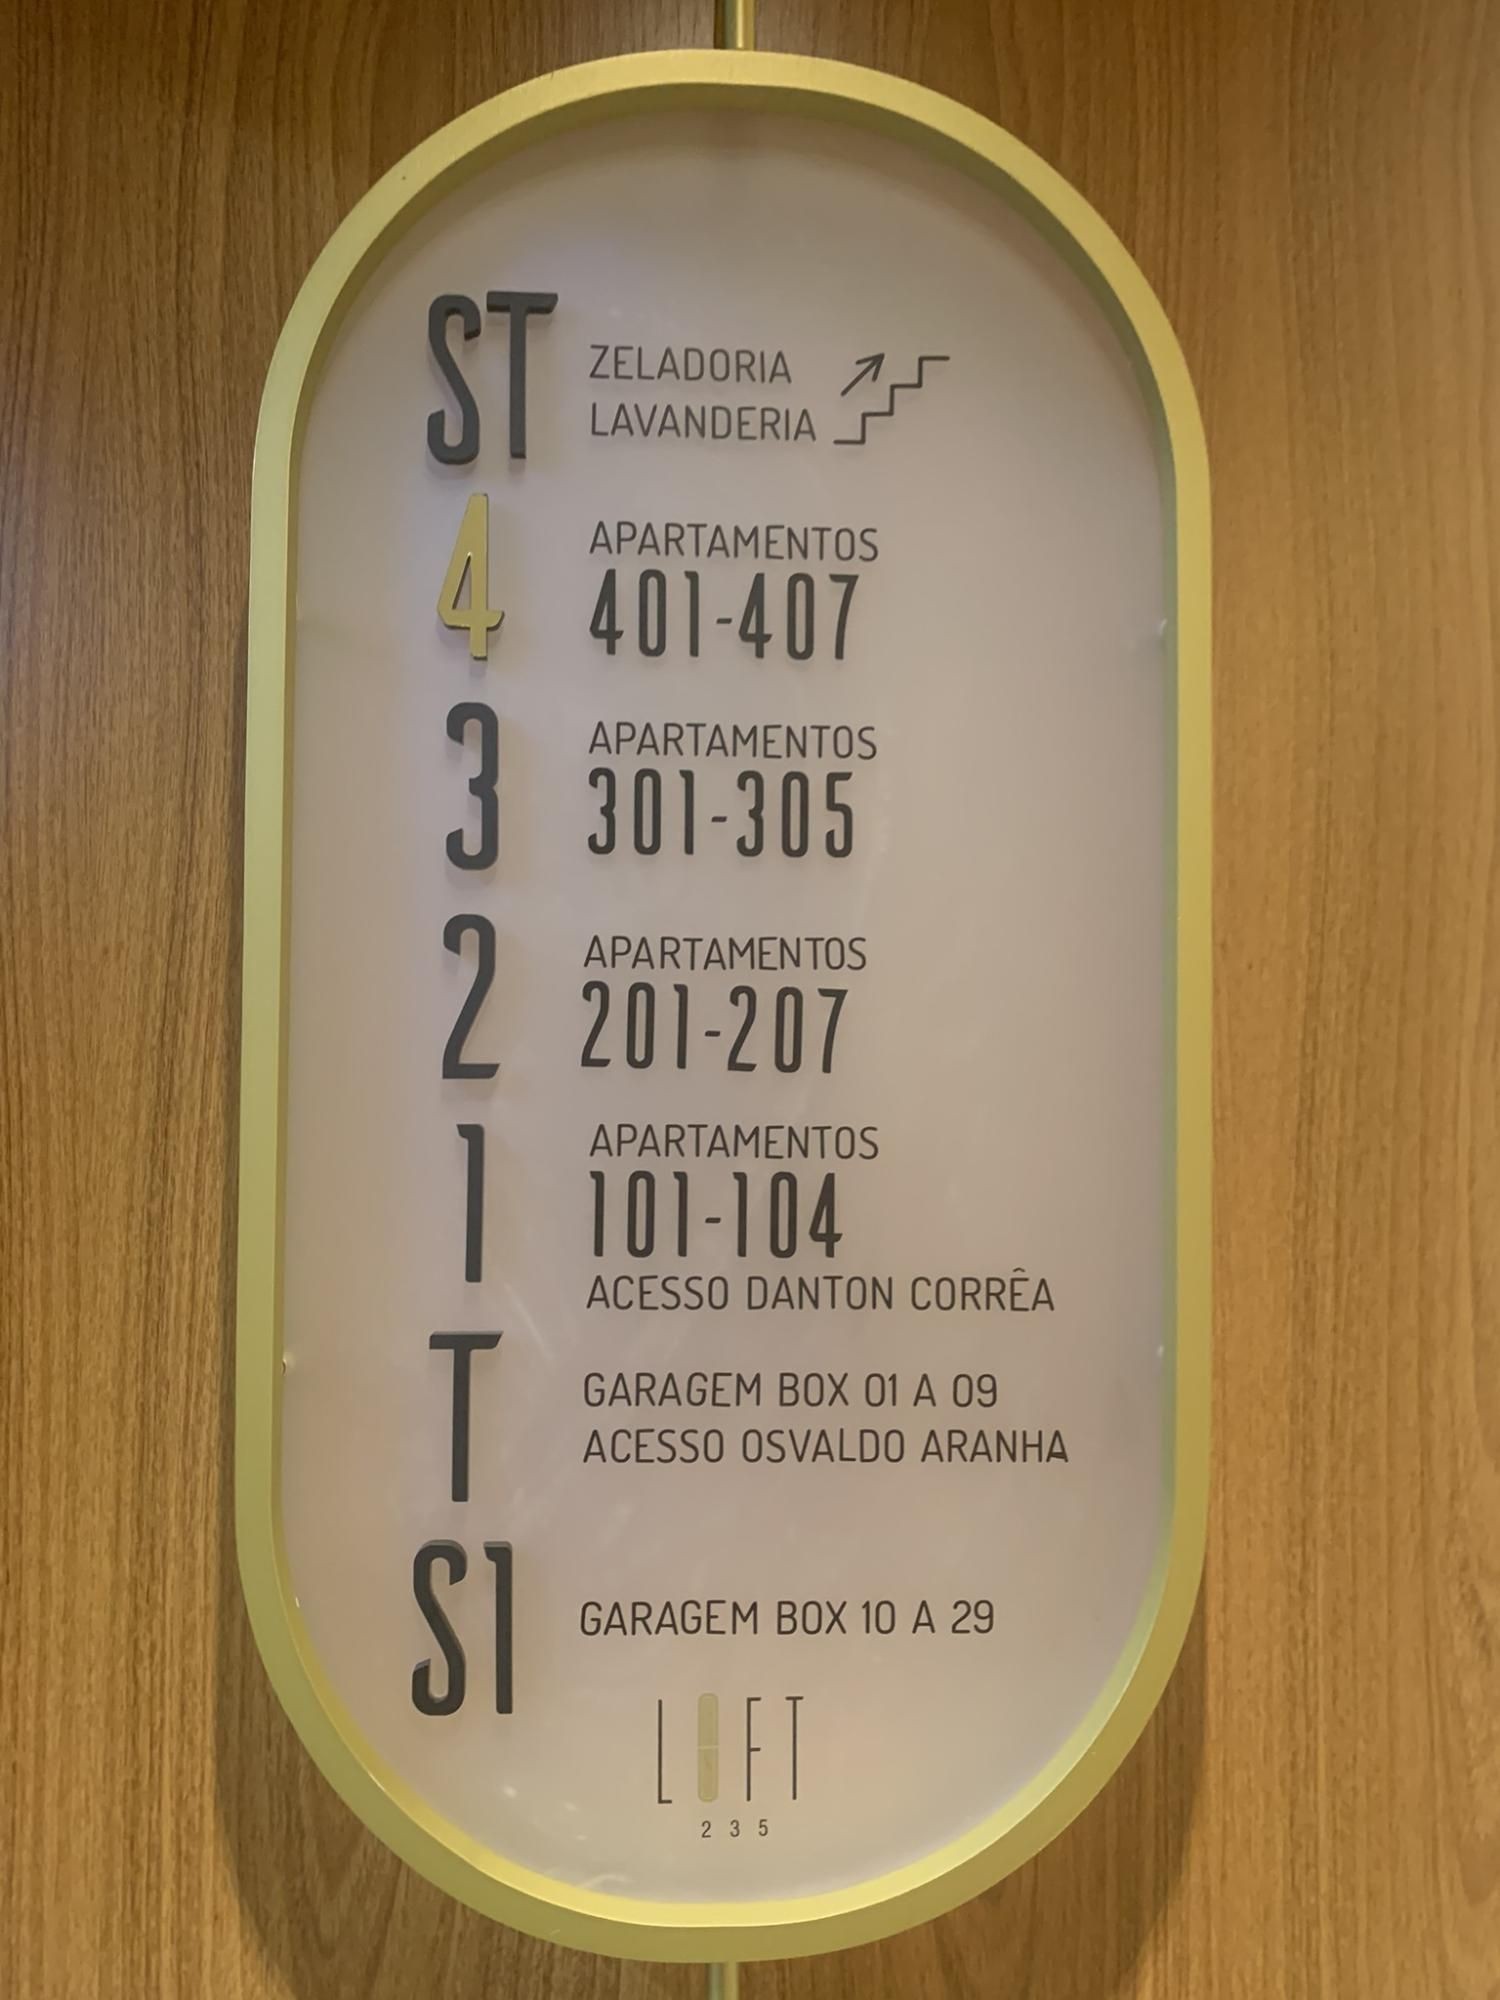 ST
ZELADORIA
LAVANDERIA
4
APARTAMENTOS
401-407
3
APARTAMENTOS
301-305
2
APARTAMENTOS
201-207
1
APARTAMENTOS
101-104
ACESSO DANTON CORRÊA
T
GARAGEM BOX 01 A 09
ACESSO OSVALDO ARANHA
S1
GARAGEM BOX 10 A 29
LOFT
235